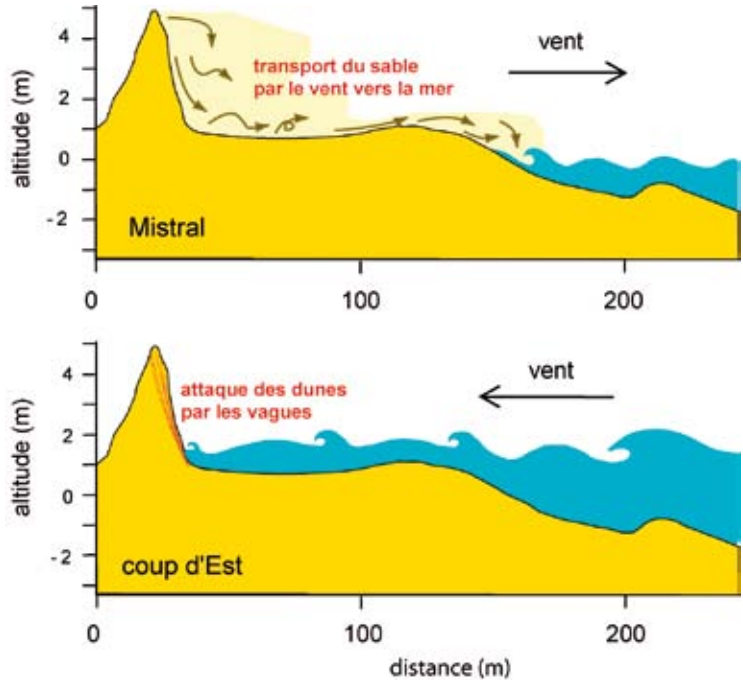 4
2
0
-2
altitude (m)
transport du sable
par le vent vers la mer
vent
Mistral
0
100
200
4
2
0
-2
altitude (m)
attaque des dunes
par les vagues
vent
coup d'Est
0
100
200
distance (m)